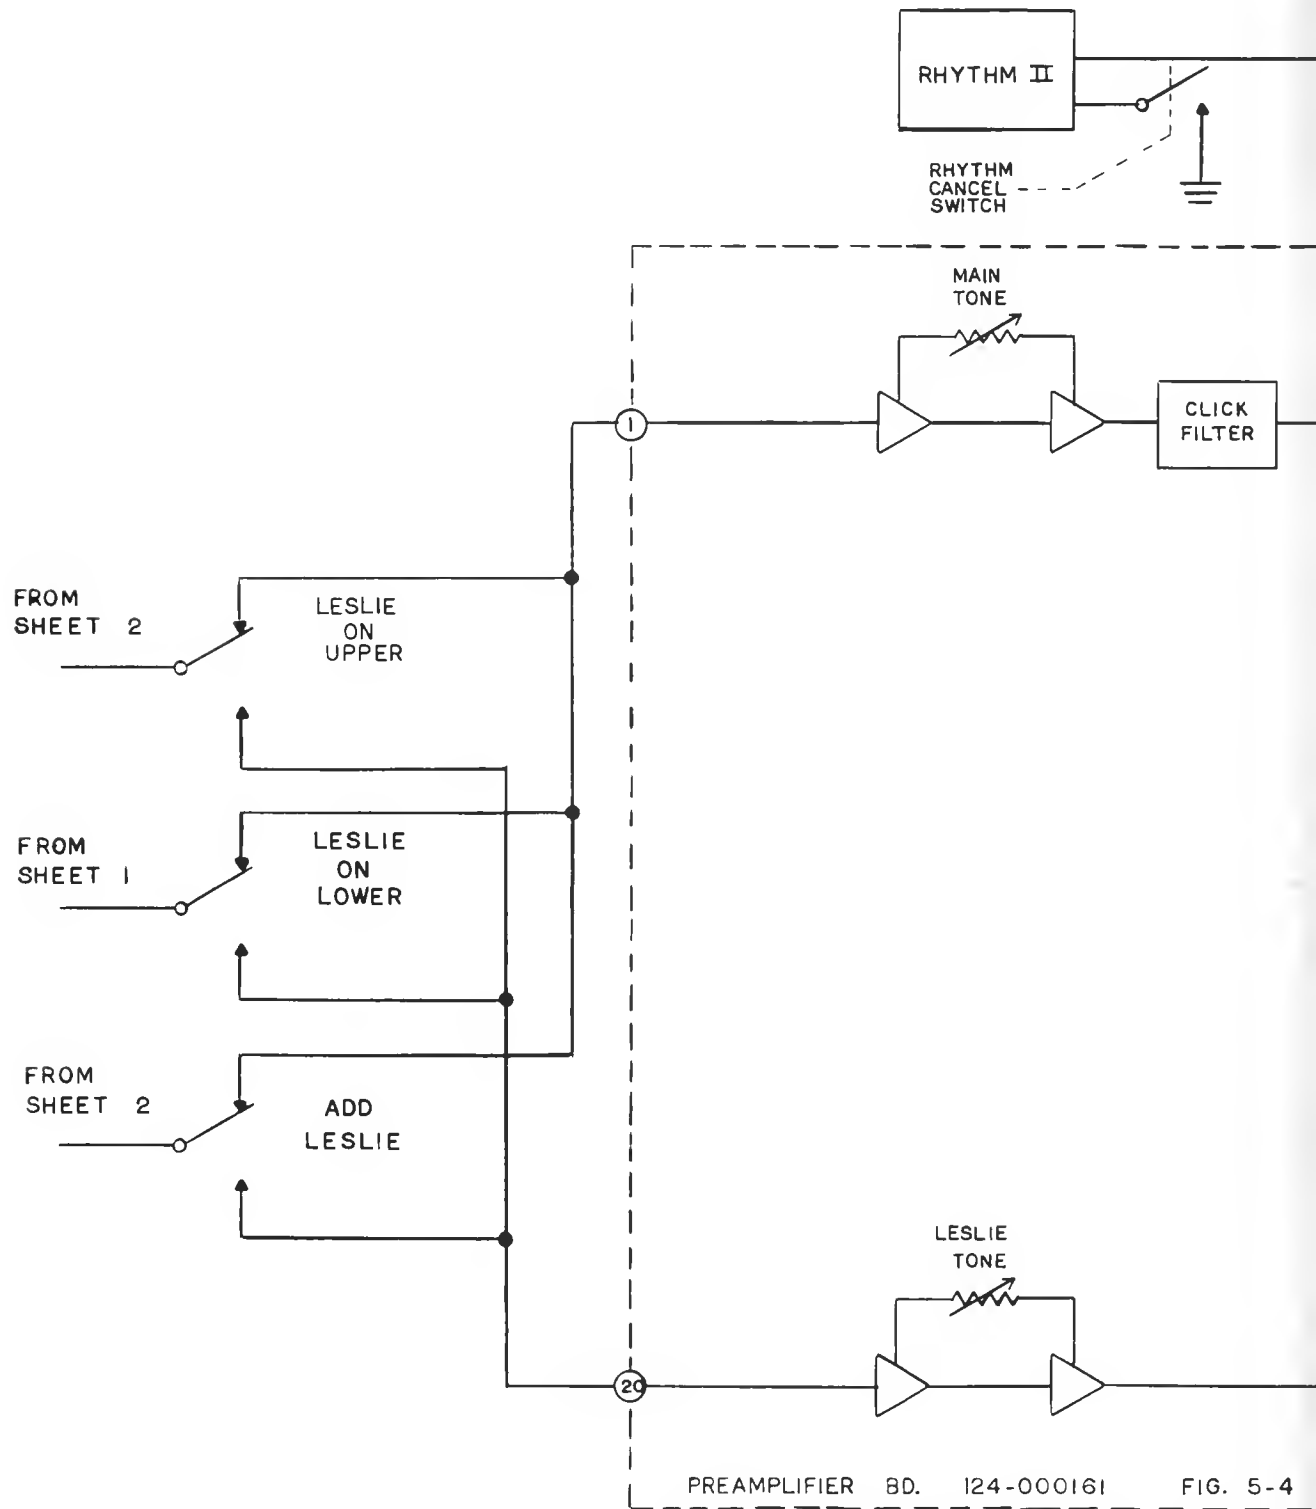 RHYTHM II
RHYTHM
CANCEL
SWITCH
MAIN
TONE
1
CLICK
FILTER
FROM
SHEET 2
LESLIE
ON
UPPER
FROM
SHEET 1
LESLIE
ON
LOWER
FROM
SHEET 2
ADD
LESLIE
LESLIE
TONE
20
PREAMPLIFIER BD. 124-000161 FIG. 5-4